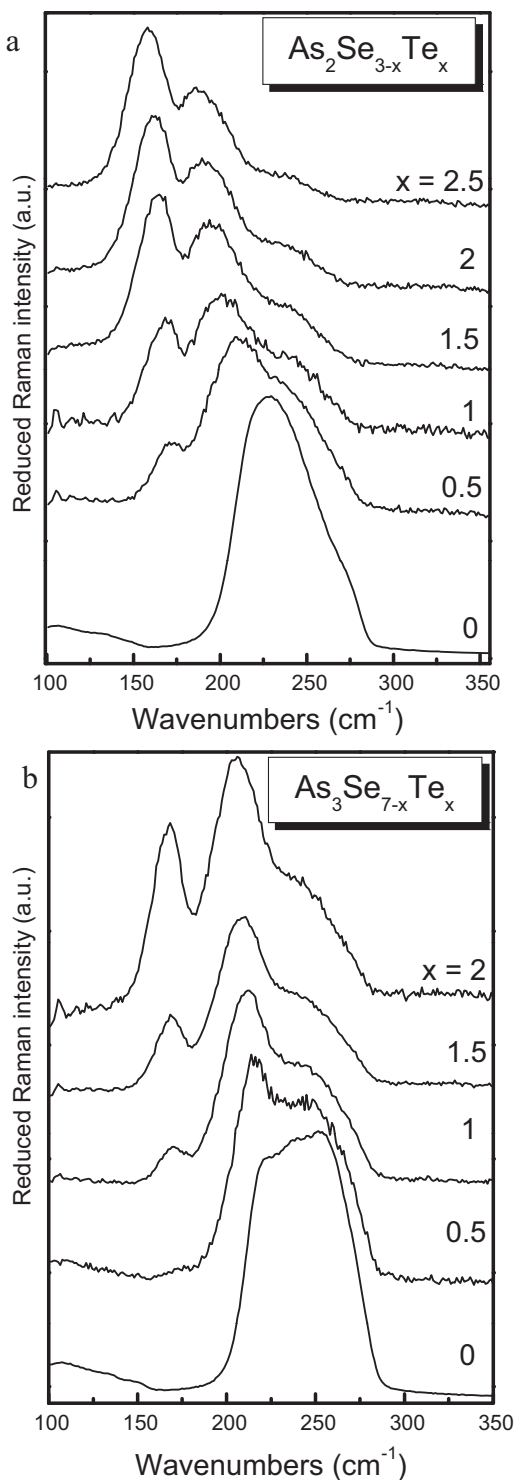 a
As₂Se₃₋ₓTeₓ
Reduced Raman intensity (a.u.)
x = 2.5
2
1.5
1
0.5
0
100 150 200 250 300 350
Wavenumbers (cm⁻¹)
b
As₃Se₇₋ₓTeₓ
Reduced Raman intensity (a.u.)
x = 2
1.5
1
0.5
0
100 150 200 250 300 350
Wavenumbers (cm⁻¹)